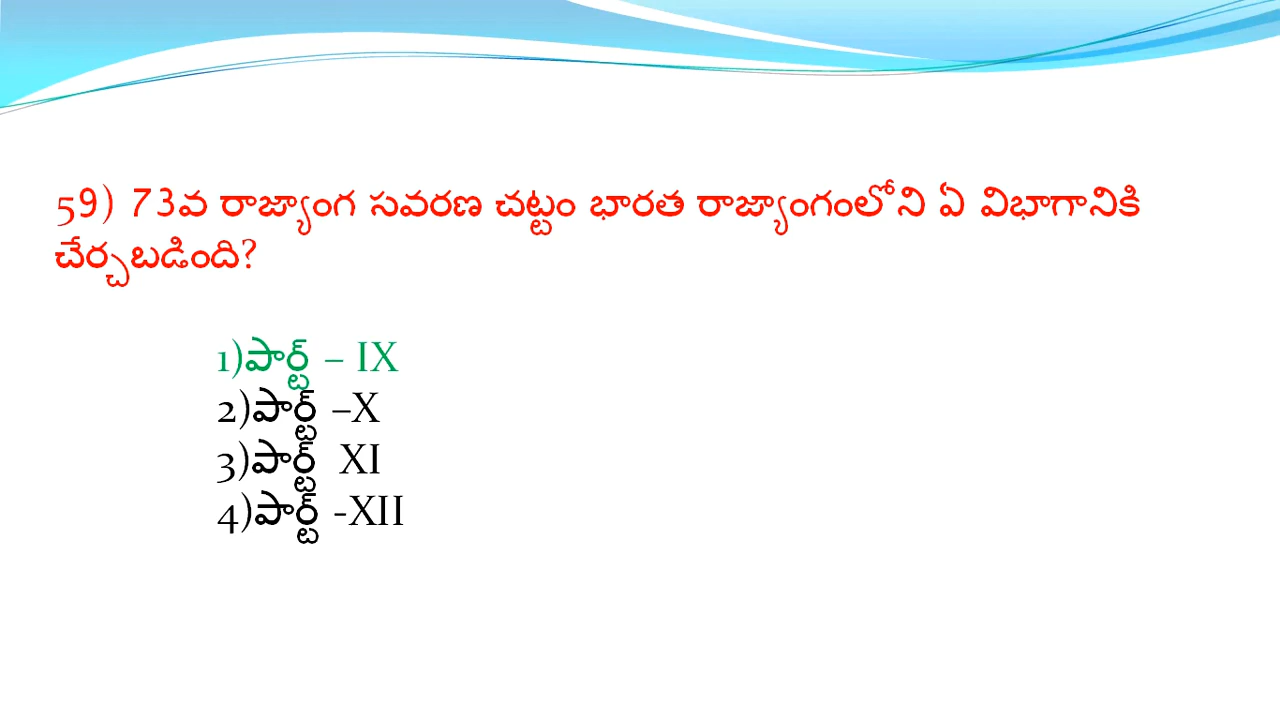 59) 73వ రాజ్యాంగ సవరణ చట్టం భారత రాజ్యాంగంలోని ఏ విభాగానికి
చేర్చబడింది?
1)పార్ట్ – IX
2)పార్ట్ –X
3)పార్ట్ XI
4)పార్ట్ -XII